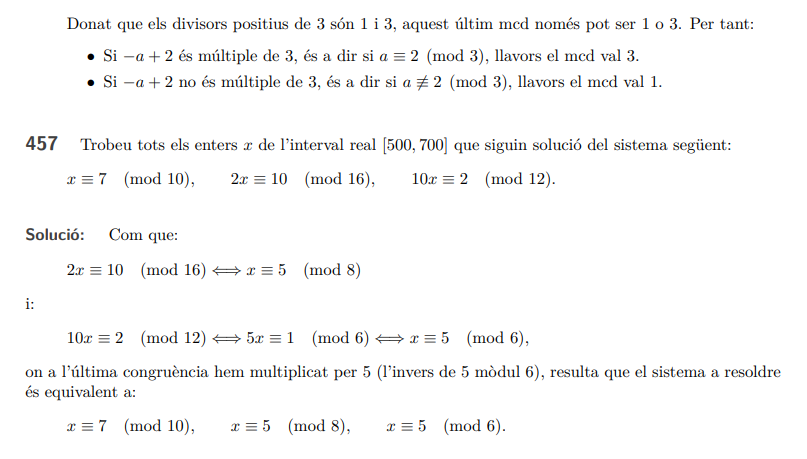 Donat que els divisors positius de 3 són 1 i 3, aquest últim mcd només pot ser 1 o 3. Per tant:
• Si −a + 2 és múltiple de 3, és a dir si a ≡ 2 (mod 3), llavors el mcd val 3.
• Si −a + 2 no és múltiple de 3, és a dir si a ≢ 2 (mod 3), llavors el mcd val 1.
457 Trobeu tots els enters x de l'interval real [500, 700] que siguin solució del sistema següent:
x ≡ 7 (mod 10), 2x ≡ 10 (mod 16), 10x ≡ 2 (mod 12).
Solució: Com que:
2x ≡ 10 (mod 16) ⟺ x ≡ 5 (mod 8)
i:
10x ≡ 2 (mod 12) ⟺ 5x ≡ 1 (mod 6) ⟺ x ≡ 5 (mod 6),
on a l'última congruència hem multiplicat per 5 (l'invers de 5 mòdul 6), resulta que el sistema a resoldre
és equivalent a:
x ≡ 7 (mod 10), x ≡ 5 (mod 8), x ≡ 5 (mod 6).